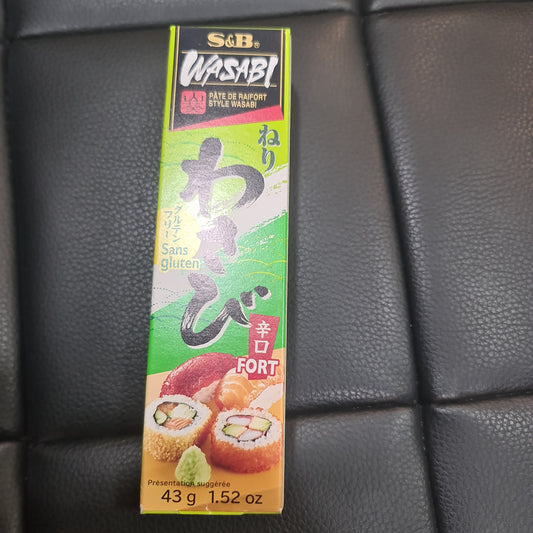 S&B®
WASABI
PÂTE DE RAIFORT
STYLE WASABI
ねり
わさび
グルテン
フリー
Sans
gluten
辛口
FORT
Présentation suggérée
43 g 1.52 oz